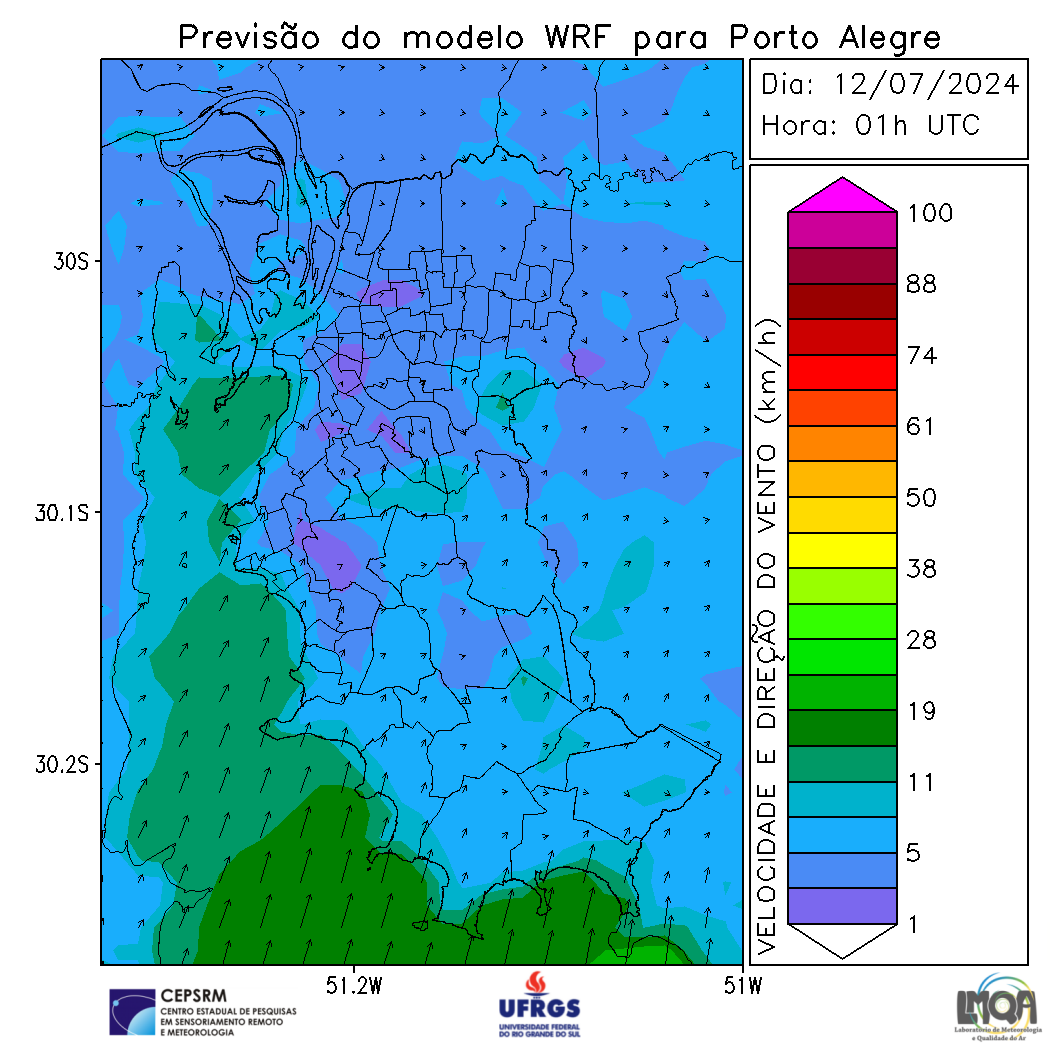 Previsão do modelo WRF para Porto Alegre
Dia: 12/07/2024
Hora: 01h UTC
30S
30.1S
30.2S
51.2W
51W
VELOCIDADE E DIREÇÃO DO VENTO (km/h)
100
88
74
61
50
38
28
19
11
5
1
CEPSRM
CENTRO ESTADUAL DE PESQUISAS
EM SENSORIAMENTO REMOTO
E METEOROLOGIA
UFRGS
UNIVERSIDADE FEDERAL
DO RIO GRANDE DO SUL
LMQA
Laboratório de Meteorologia
e Qualidade do Ar